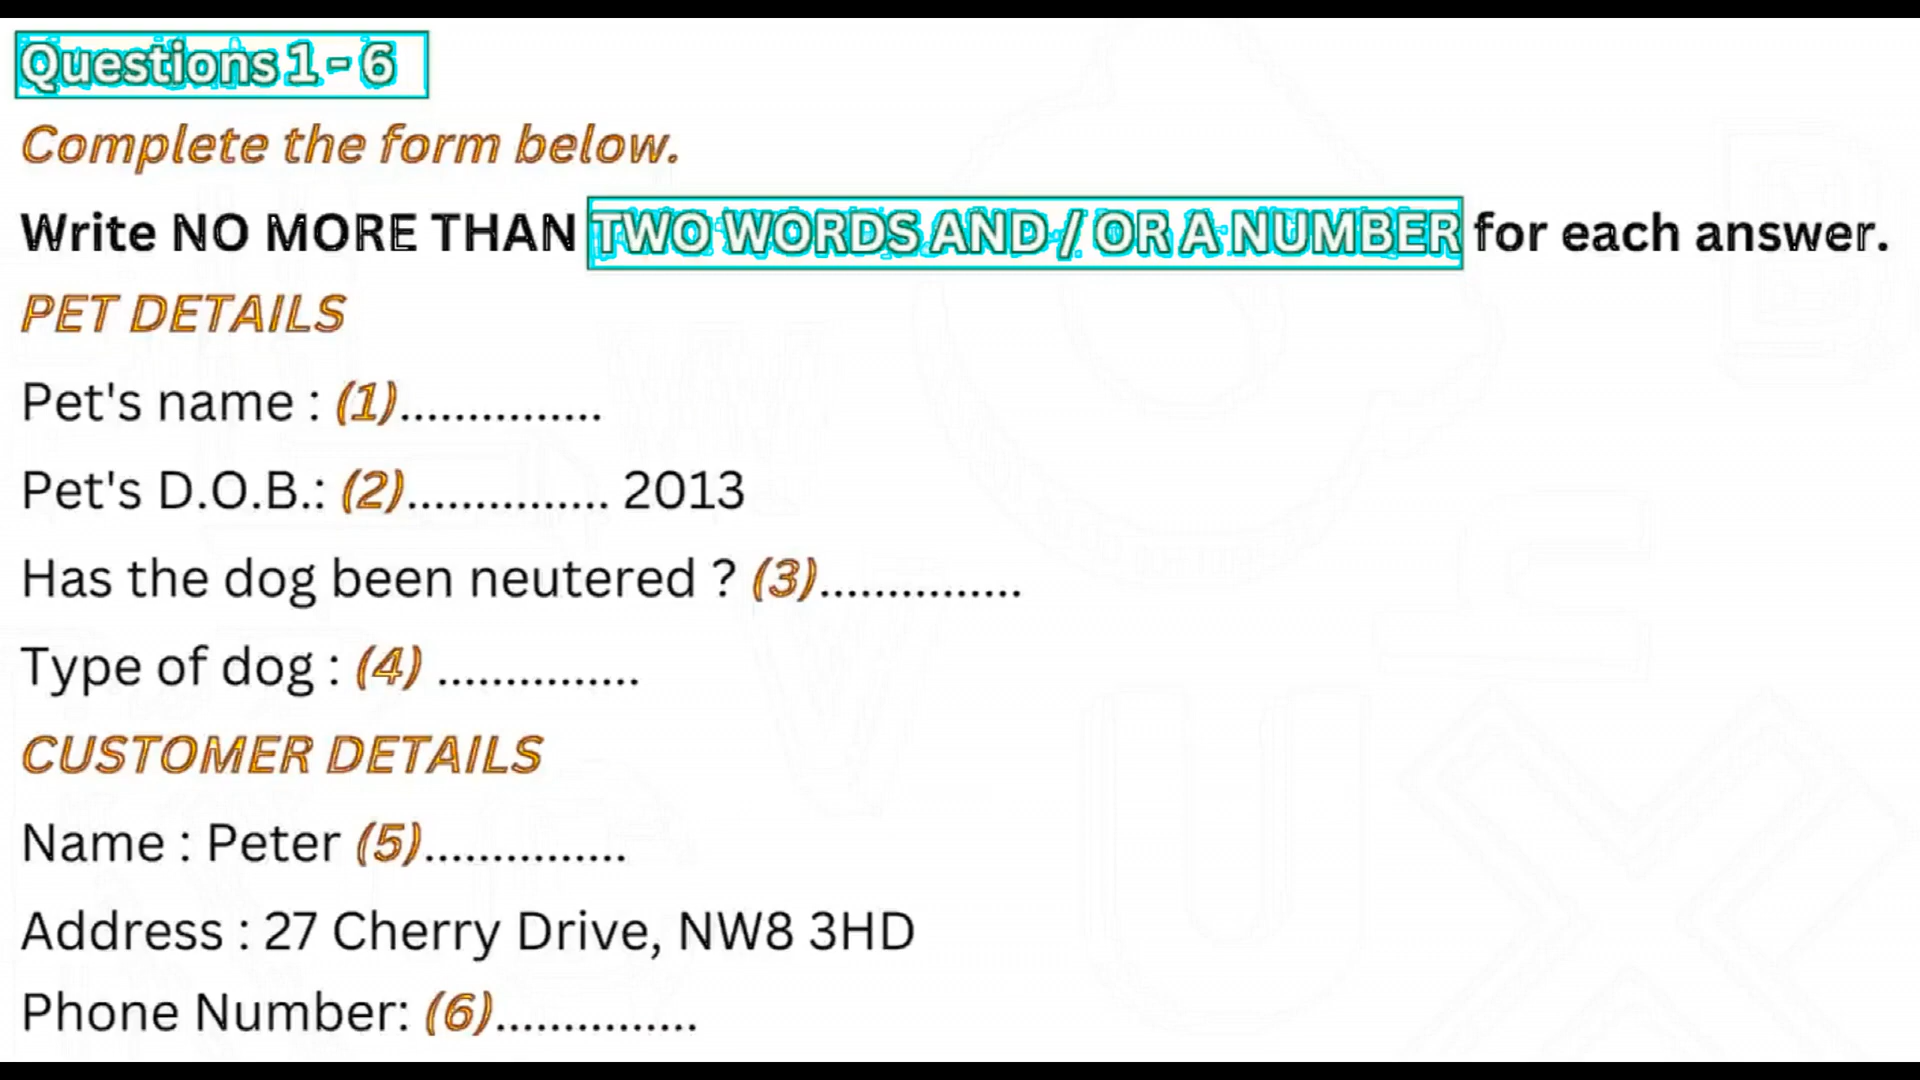 Questions 1 - 6
Complete the form below.
Write NO MORE THAN TWO WORDS AND / OR A NUMBER for each answer.
PET DETAILS
Pet's name : (1)...............
Pet's D.O.B.: (2)............... 2013
Has the dog been neutered ? (3)...............
Type of dog : (4) ...............
CUSTOMER DETAILS
Name : Peter (5)...............
Address : 27 Cherry Drive, NW8 3HD
Phone Number: (6)...............